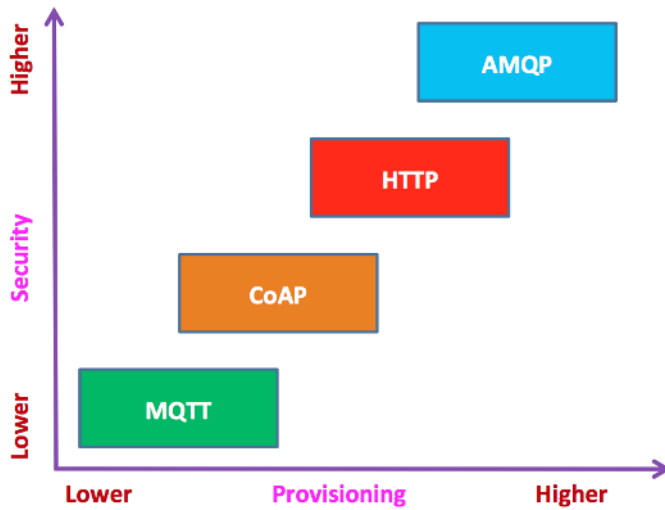 Higher
AMQP
HTTP
Security
CoAP
Lower
MQTT
Lower
Provisioning
Higher